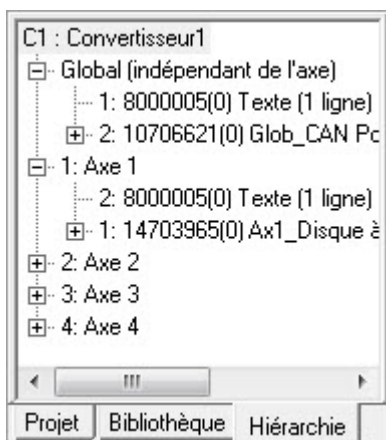 C1 : Convertisseur1
Global (indépendant de l'axe)
1: 8000005(0) Texte (1 ligne)
2: 10706621(0) Glob_CAN Po
1: Axe 1
2: 8000005(0) Texte (1 ligne)
1: 14703965(0) Ax1_Disque à
2: Axe 2
3: Axe 3
4: Axe 4
Projet Bibliothèque Hiérarchie